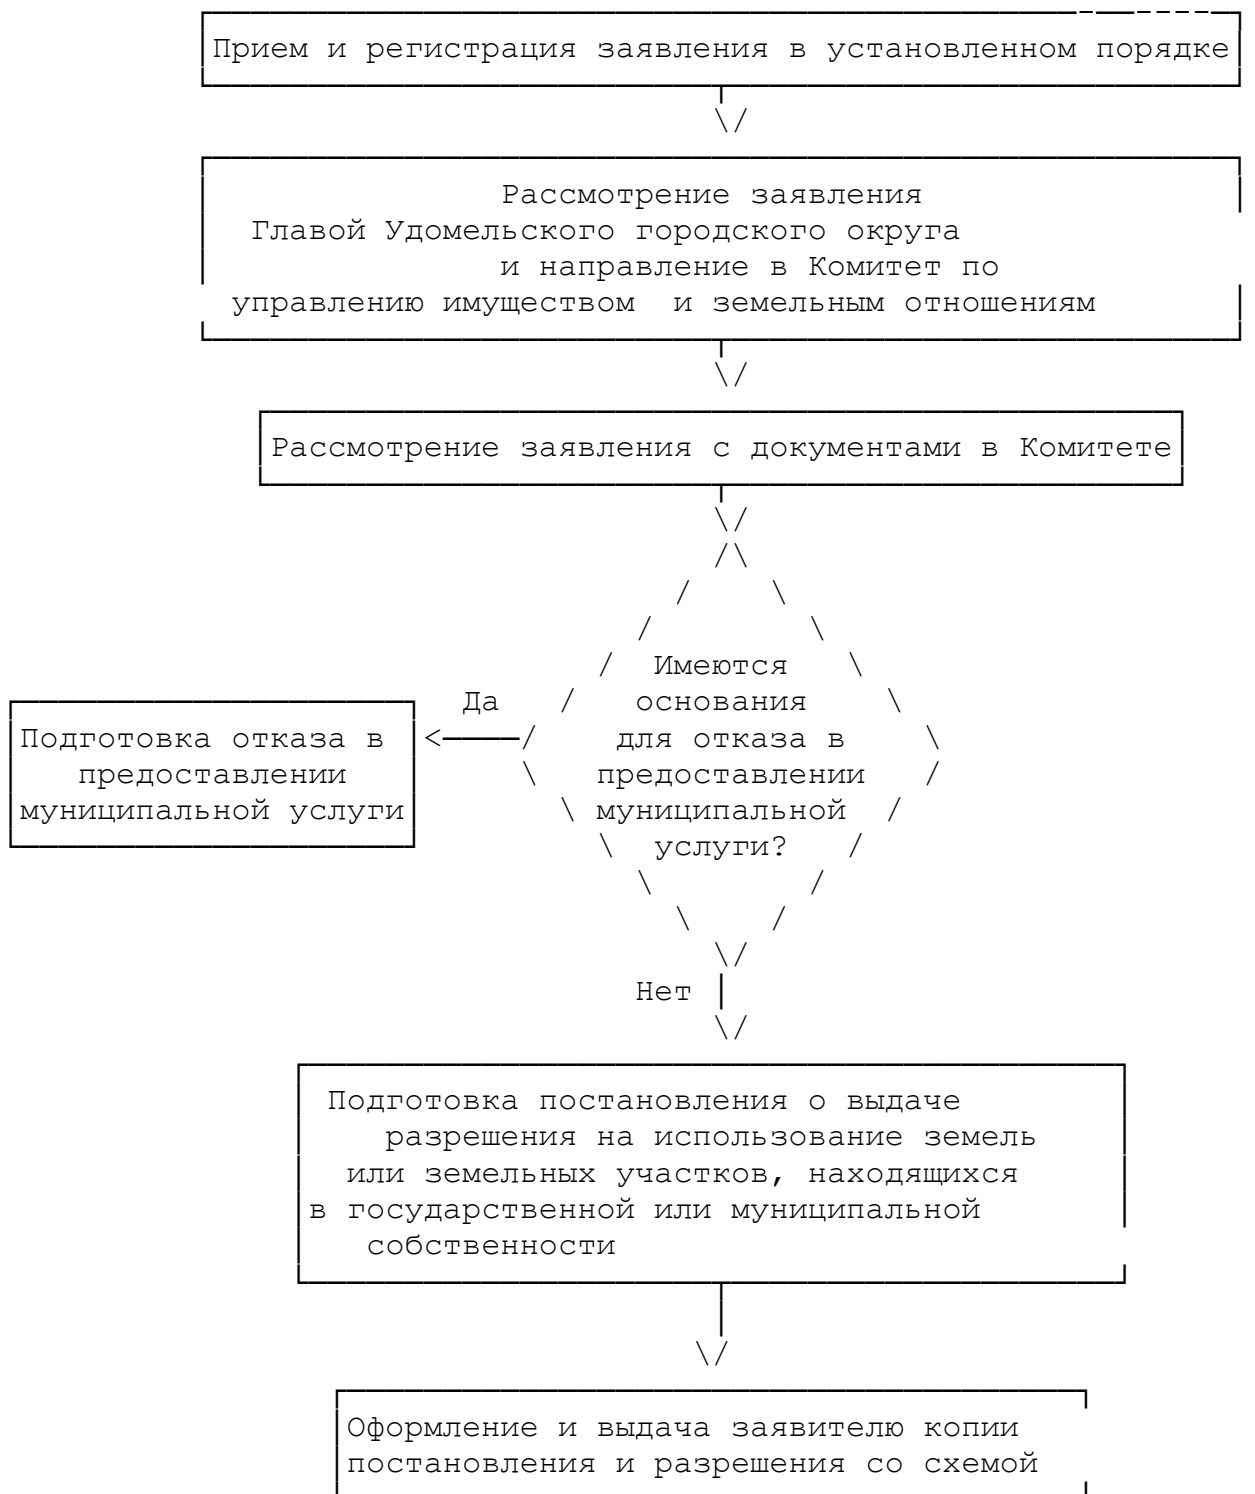 Прием и регистрация заявления в установленном порядке
Рассмотрение заявления
Главой Удомельского городского округа
и направление в Комитет по
управлению имуществом и земельным отношениям
Рассмотрение заявления с документами в Комитете
Имеются
основания
для отказа в
предоставлении
муниципальной
услуги?
Да
Подготовка отказа в
предоставлении
муниципальной услуги
Нет
Подготовка постановления о выдаче
разрешения на использование земель
или земельных участков, находящихся
в государственной или муниципальной
собственности
Оформление и выдача заявителю копии
постановления и разрешения со схемой